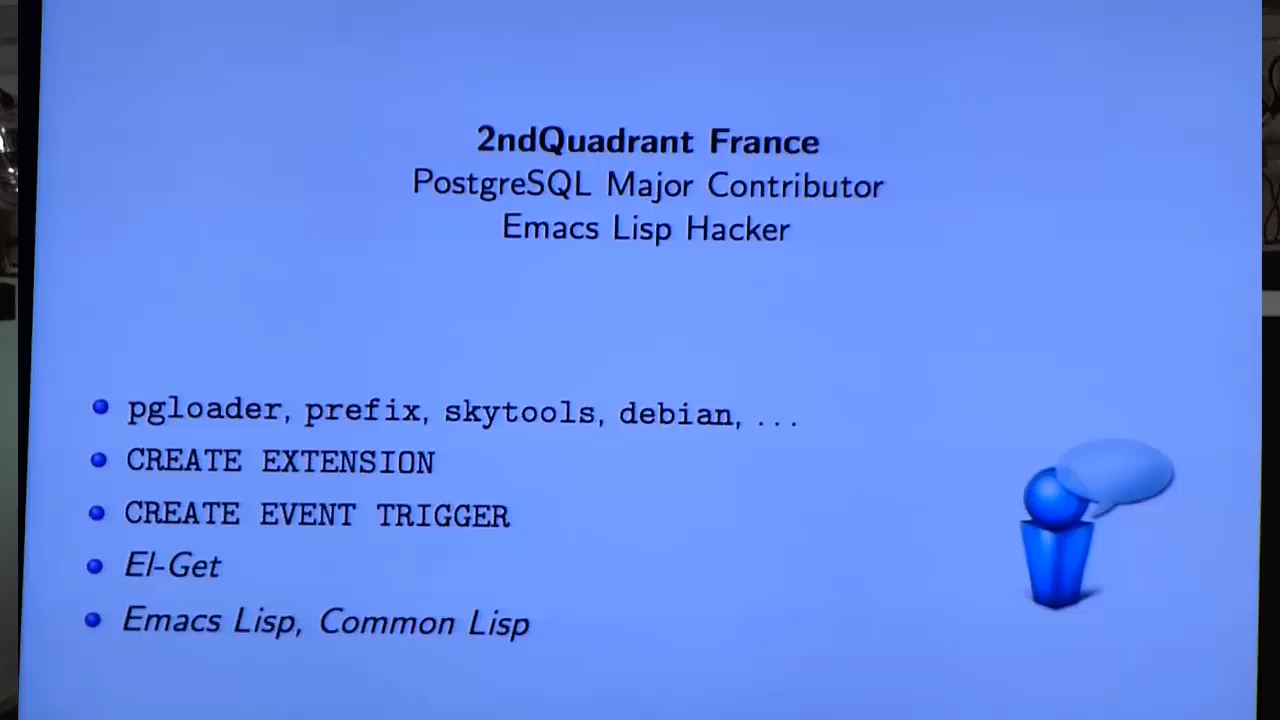 2ndQuadrant France
PostgreSQL Major Contributor
Emacs Lisp Hacker
pgloader, prefix, skytools, debian, ...
CREATE EXTENSION
CREATE EVENT TRIGGER
El-Get
Emacs Lisp, Common Lisp